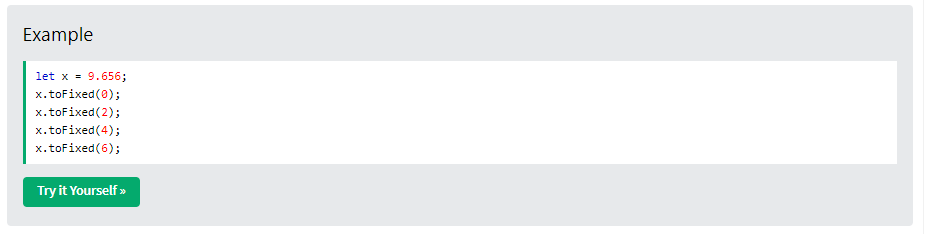 Example
let x = 9.656;
x.toFixed(0);
x.toFixed(2);
x.toFixed(4);
x.toFixed(6);
Try it Yourself »